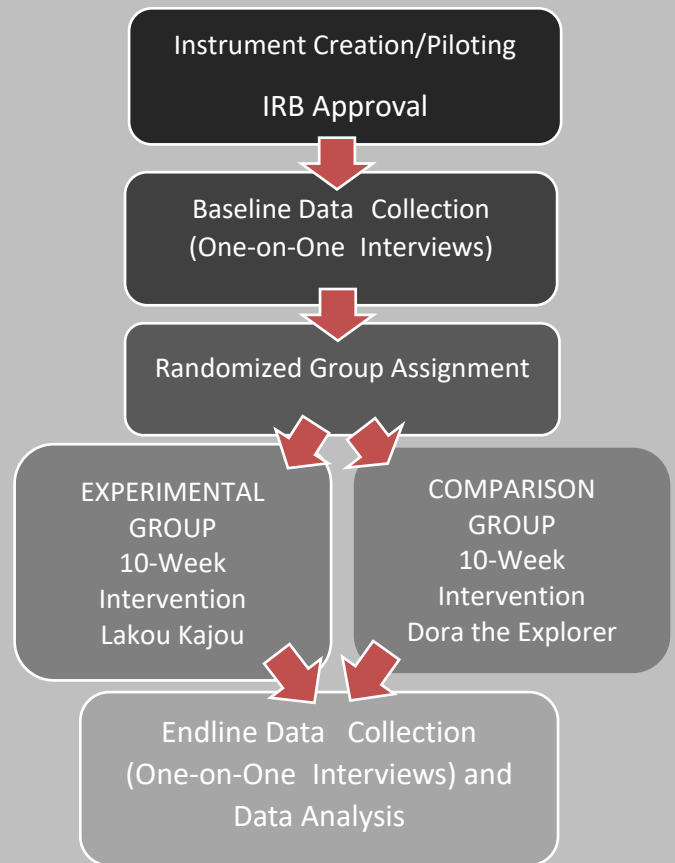 Instrument Creation/Piloting
IRB Approval
Baseline Data Collection
(One-on-One Interviews)
Randomized Group Assignment
EXPERIMENTAL
GROUP
10-Week
Intervention
Lakou Kajou
COMPARISON
GROUP
10-Week
Intervention
Dora the Explorer
Endline Data Collection
(One-on-One Interviews) and
Data Analysis